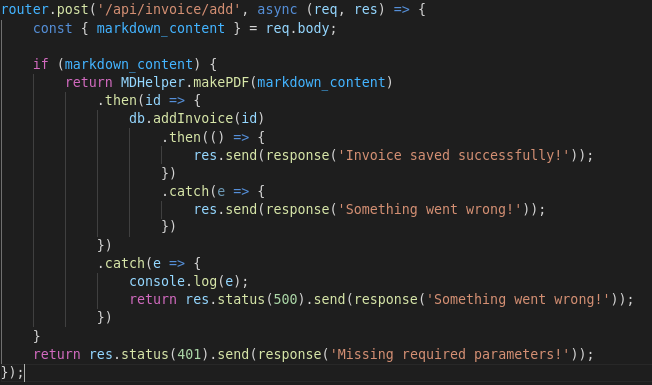 router.post('/api/invoice/add', async (req, res) => {
    const { markdown_content } = req.body;

    if (markdown_content) {
        return MDHelper.makePDF(markdown_content)
            .then(id => {
                db.addInvoice(id)
                    .then(() => {
                        res.send(response('Invoice saved successfully!'));
                    })
                    .catch(e => {
                        res.send(response('Something went wrong!'));
                    })
            })
            .catch(e => {
                console.log(e);
                return res.status(500).send(response('Something went wrong!'));
            })
    }
    return res.status(401).send(response('Missing required parameters!'));
});